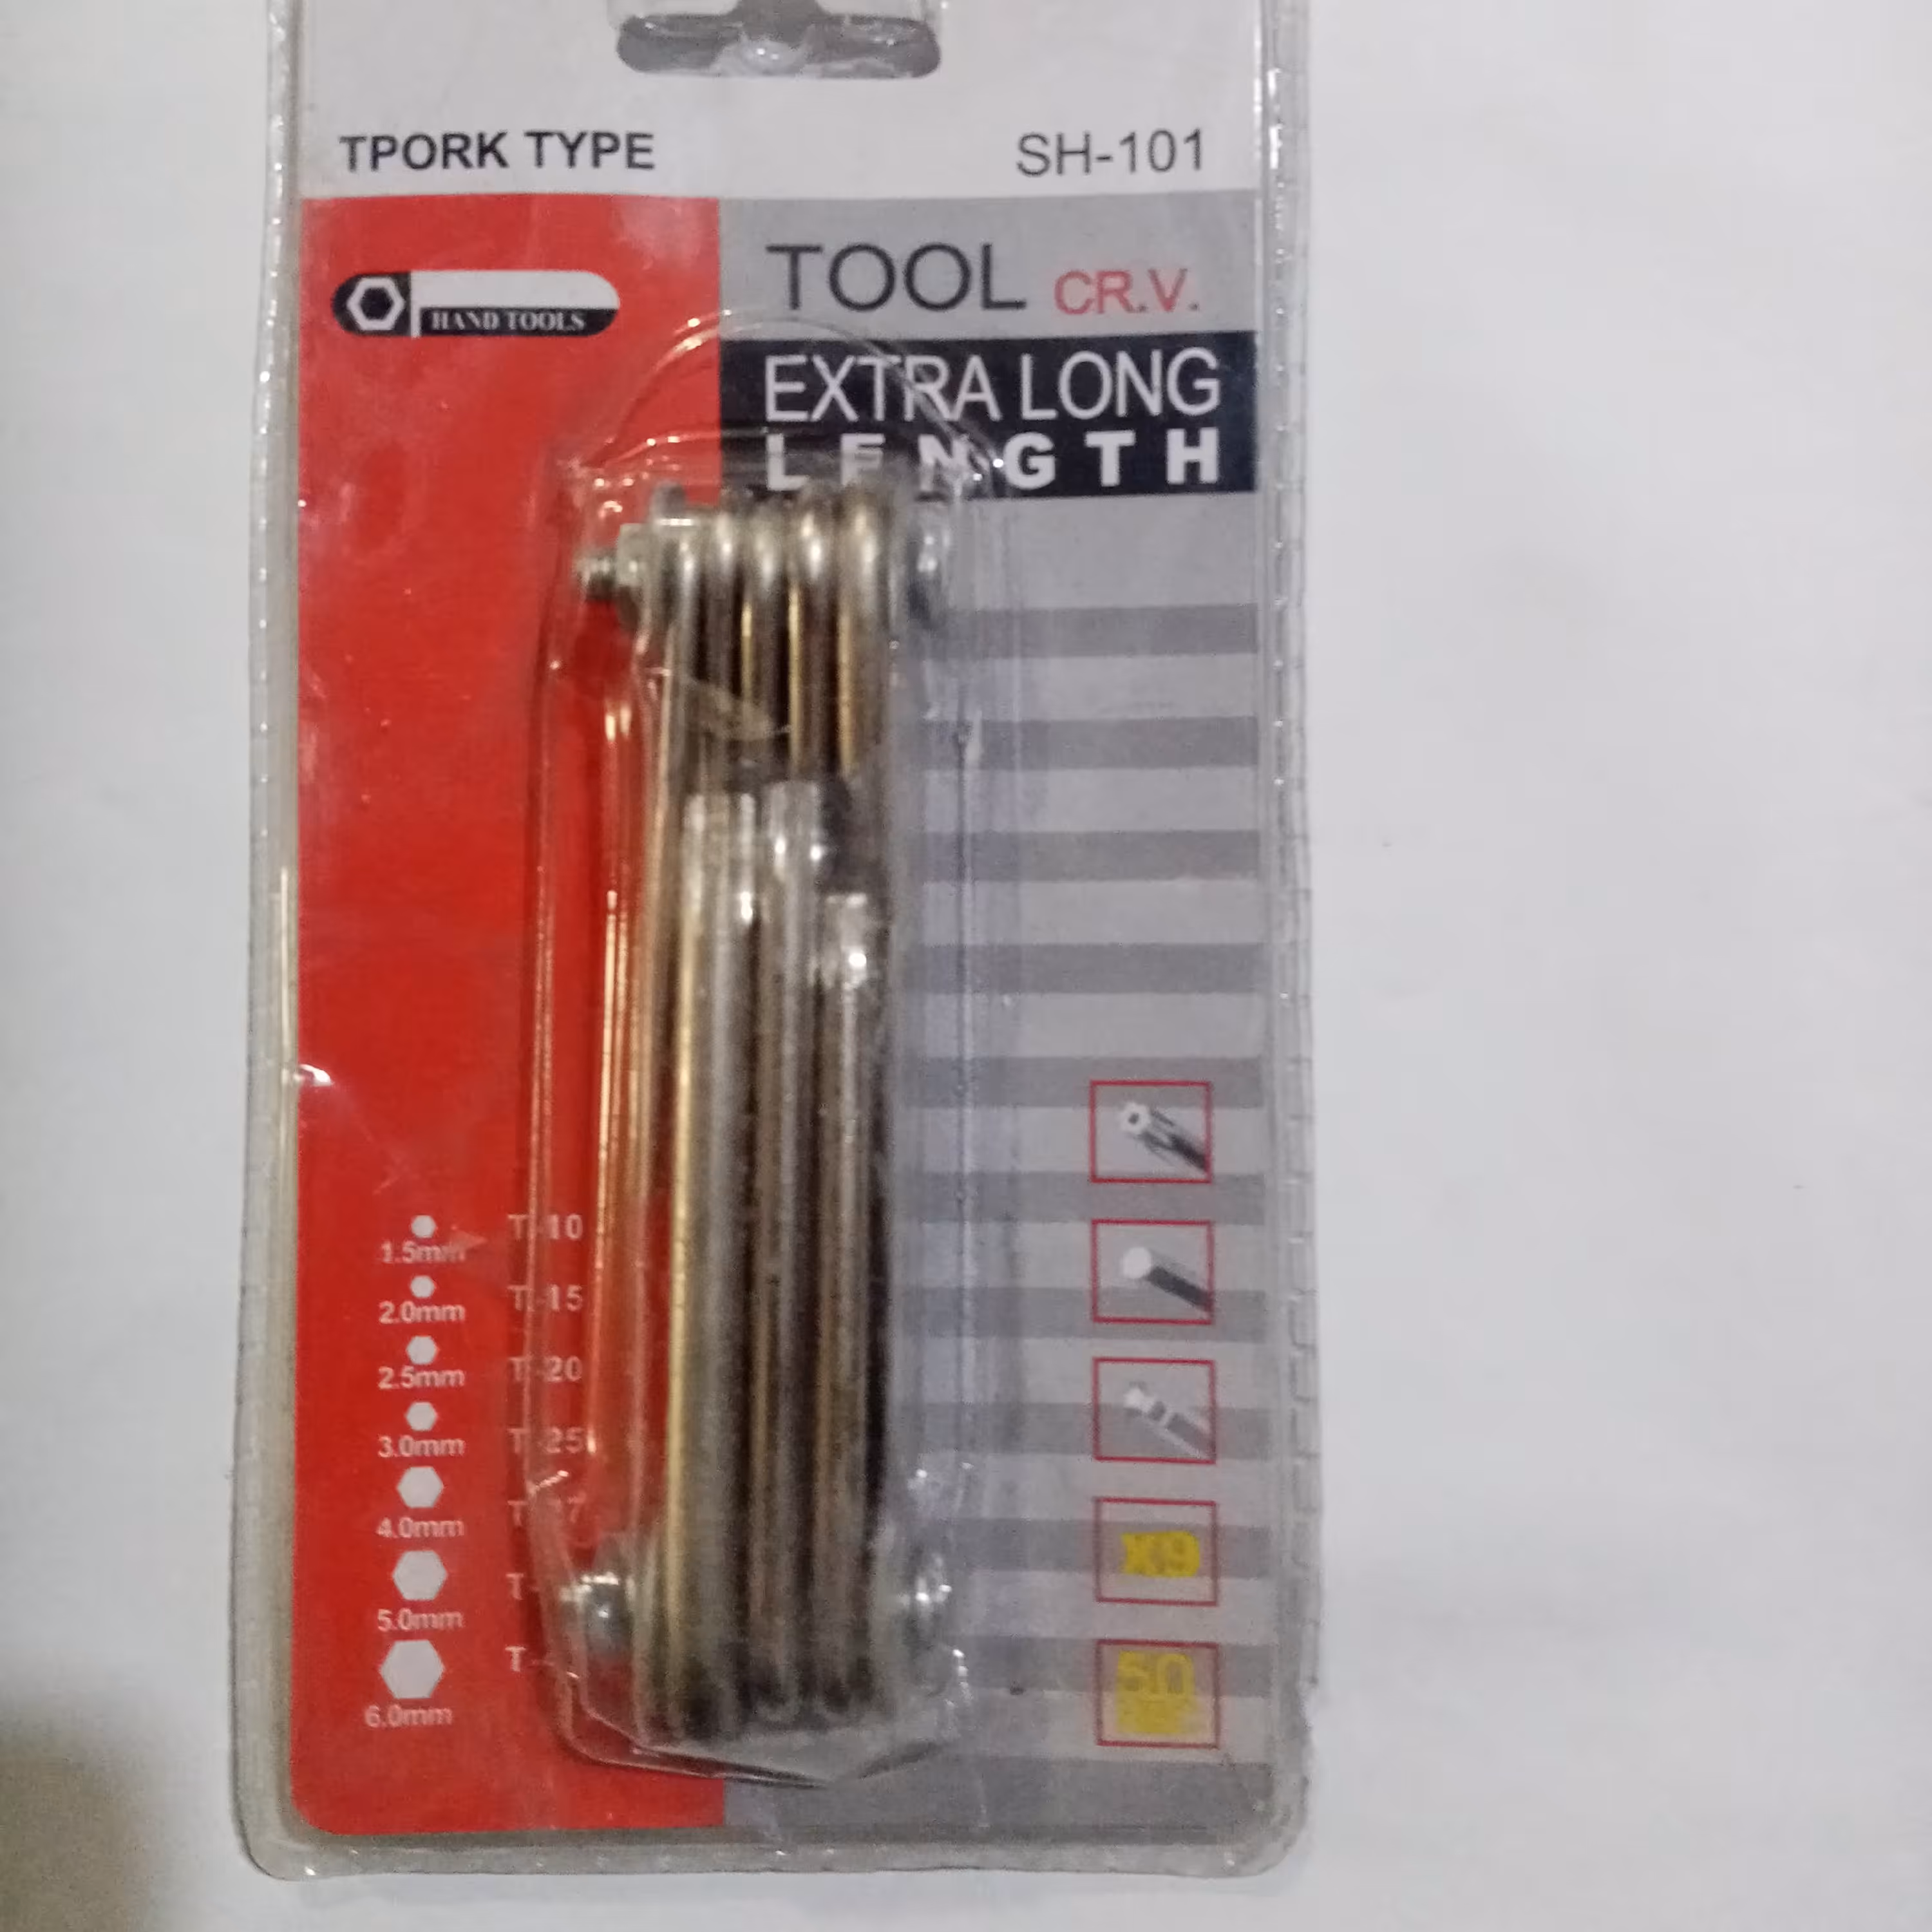 TPORK TYPE
SH-101
HAND TOOLS
TOOL CR.V.
EXTRA LONG
LENGTH
1.5mm
2.0mm
2.5mm
3.0mm
4.0mm
5.0mm
6.0mm
T-10
T-15
T-20
T-25
X9